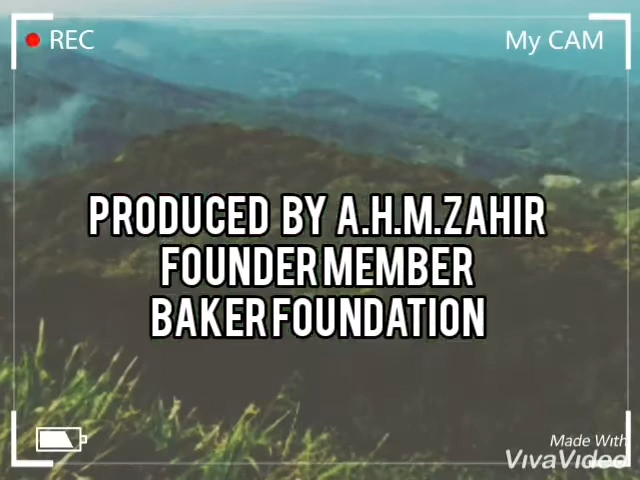 REC
My CAM
PRODUCED BY A.H.M.ZAHIR
FOUNDER MEMBER
BAKER FOUNDATION
Made With
VivaVideo